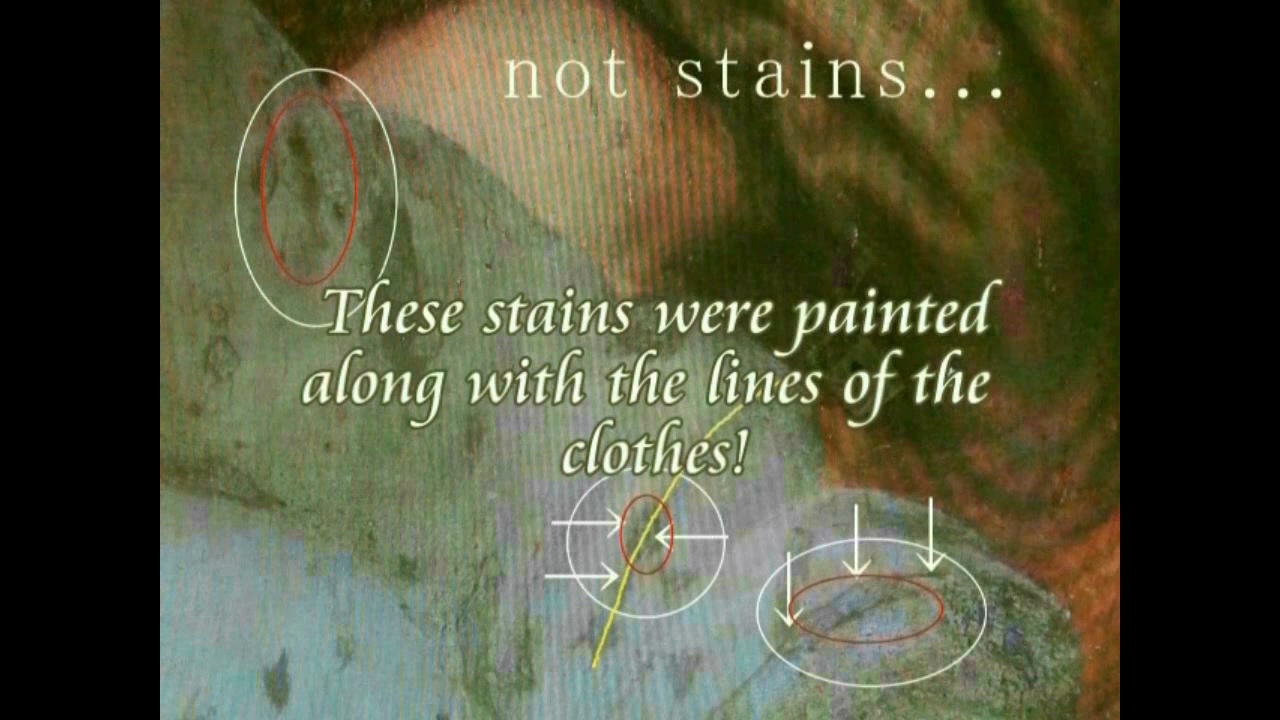 not stains...
These stains were painted
along with the lines of the
clothes!